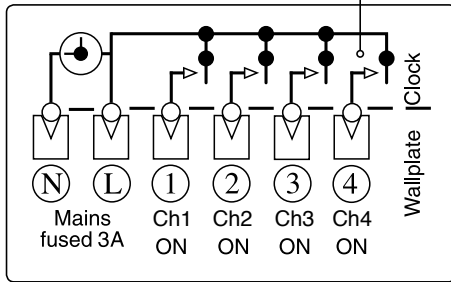 Clock
Wallplate
N L 1 2 3 4
Mains Ch1 Ch2 Ch3 Ch4
fused 3A ON ON ON ON